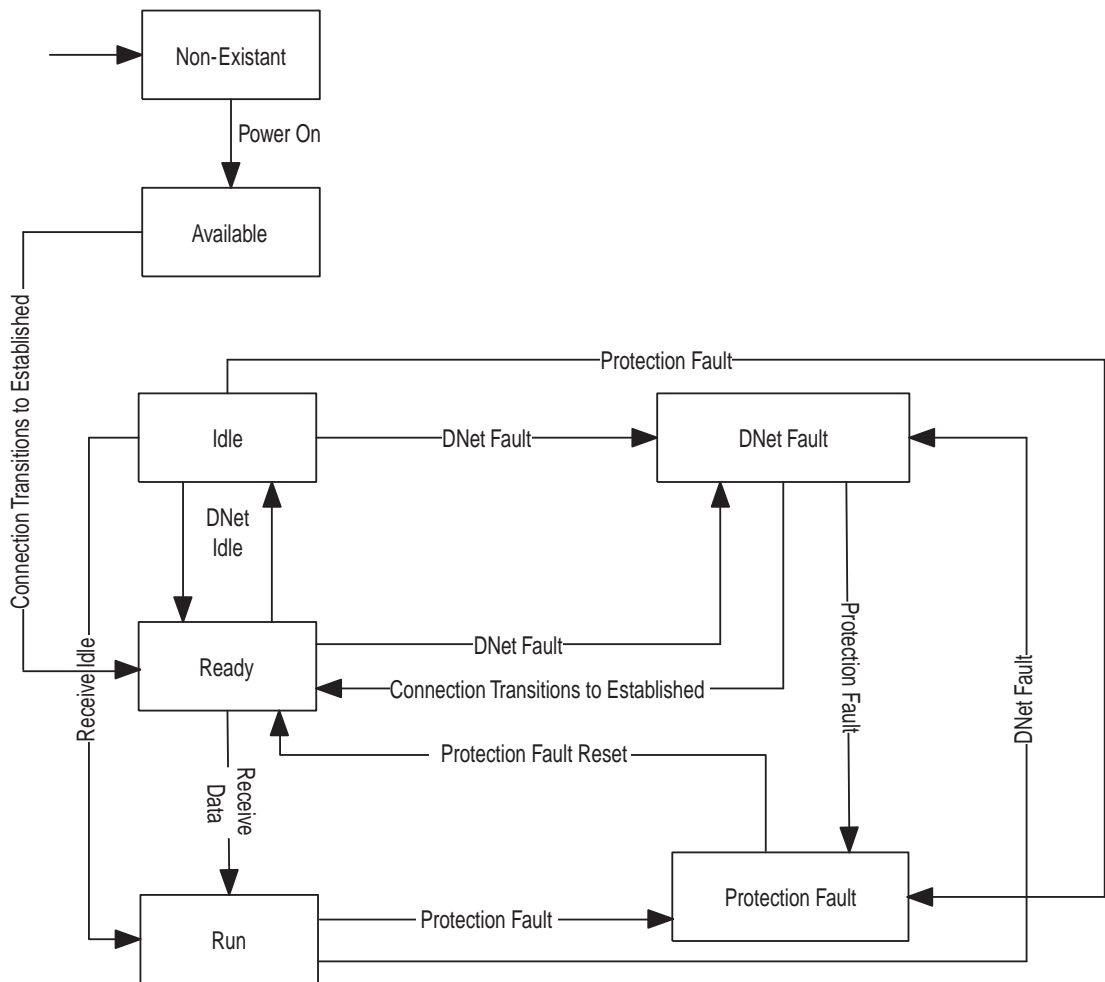 Non-Existant
Power On
Available
Connection Transitions to Established
Protection Fault
Idle
DNet Fault
DNet Fault
DNet
Idle
Receive Idle
Protection Fault
DNet Fault
Ready
DNet Fault
Connection Transitions to Established
Protection Fault Reset
Receive
Data
Protection Fault
Run
Protection Fault